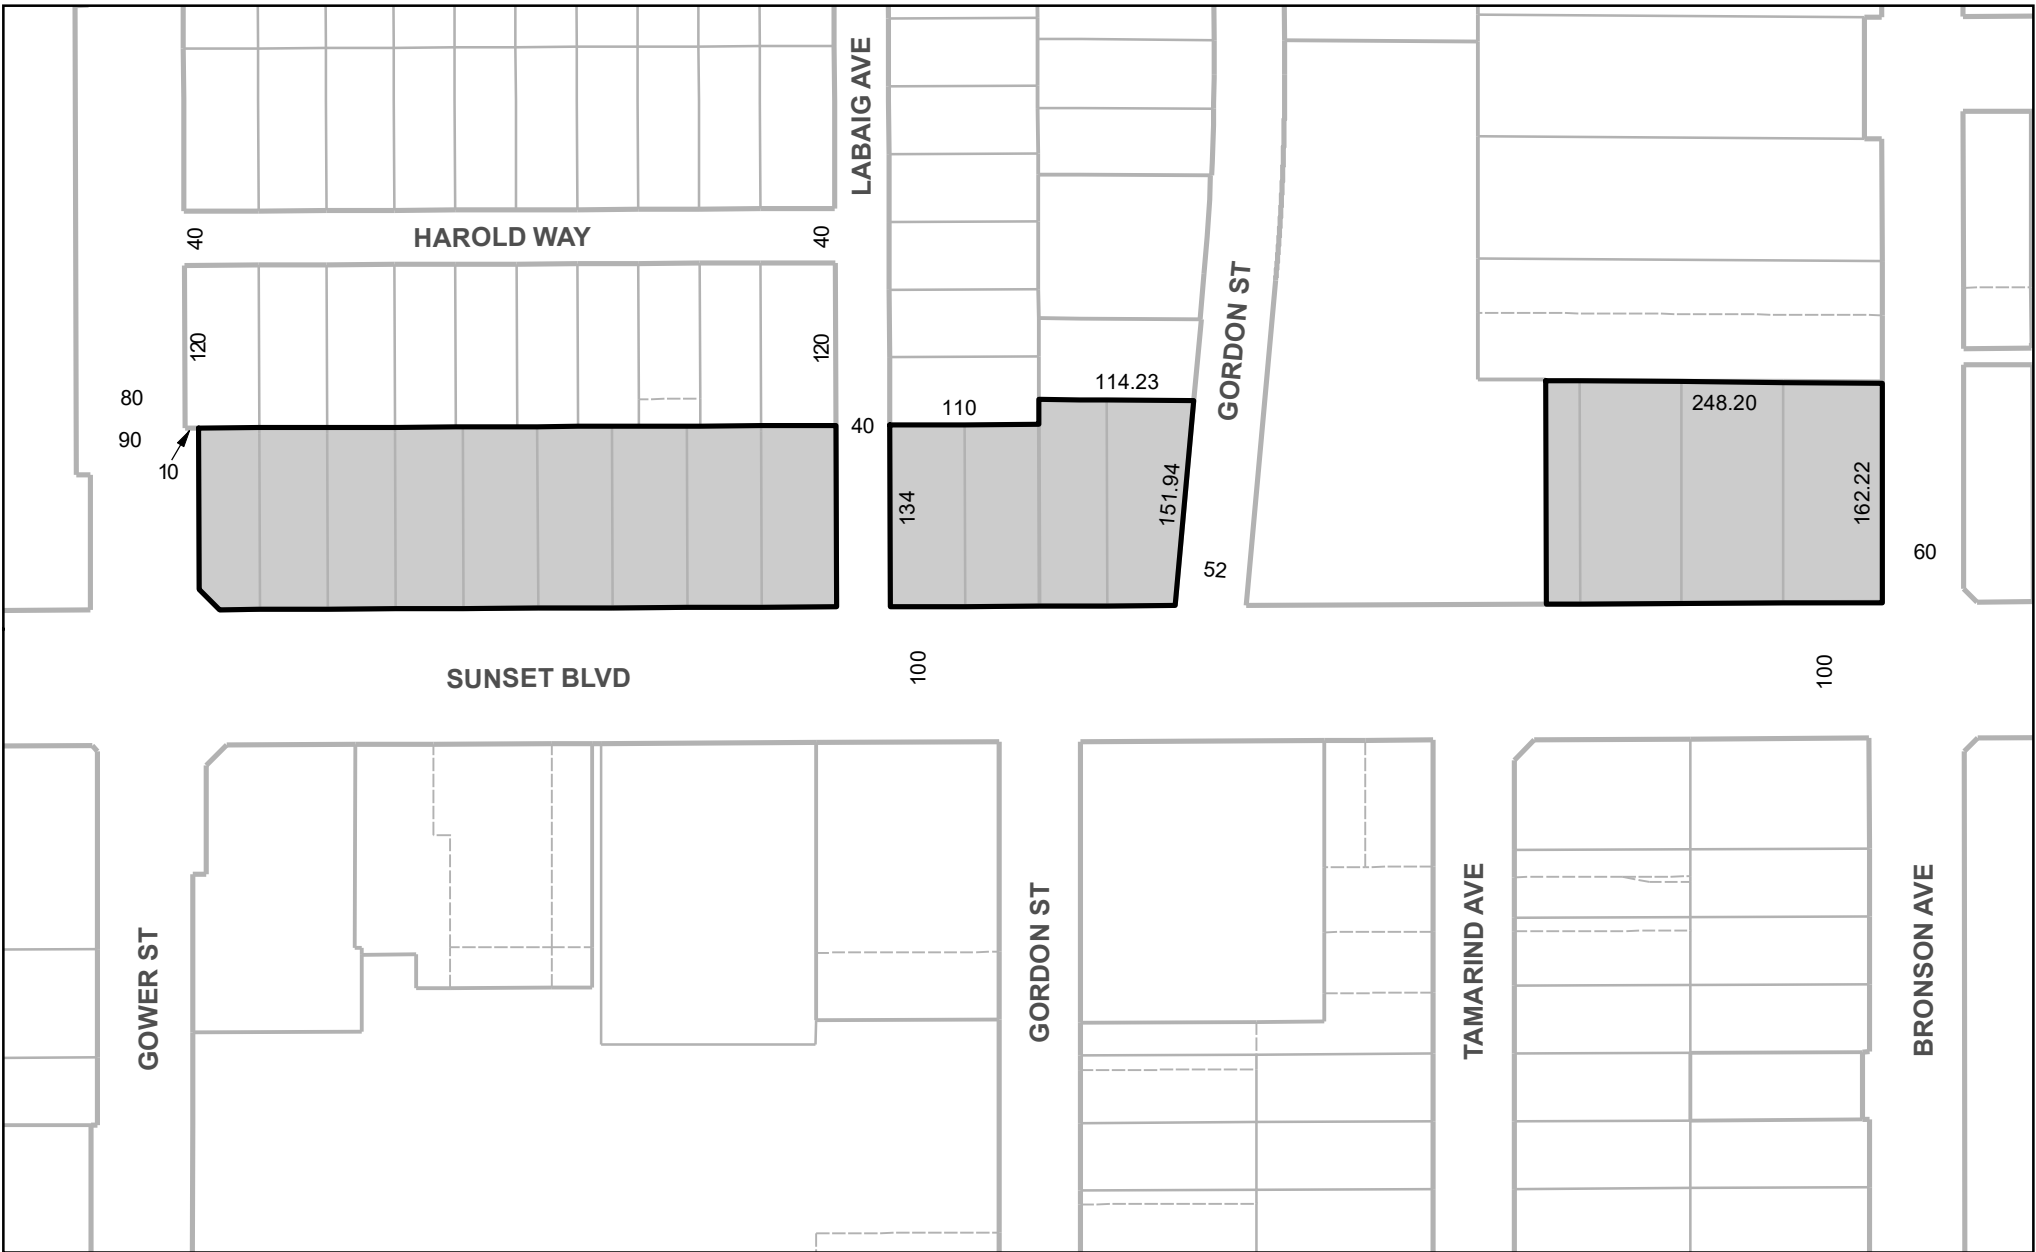 LABAIG AVE
40
HAROLD WAY
40
120
120
GORDON ST
80
90
10
40
110
114.23
248.20
134
151.94
162.22
52
60
SUNSET BLVD
100
100
GOWER ST
GORDON ST
TAMARIND AVE
BRONSON AVE